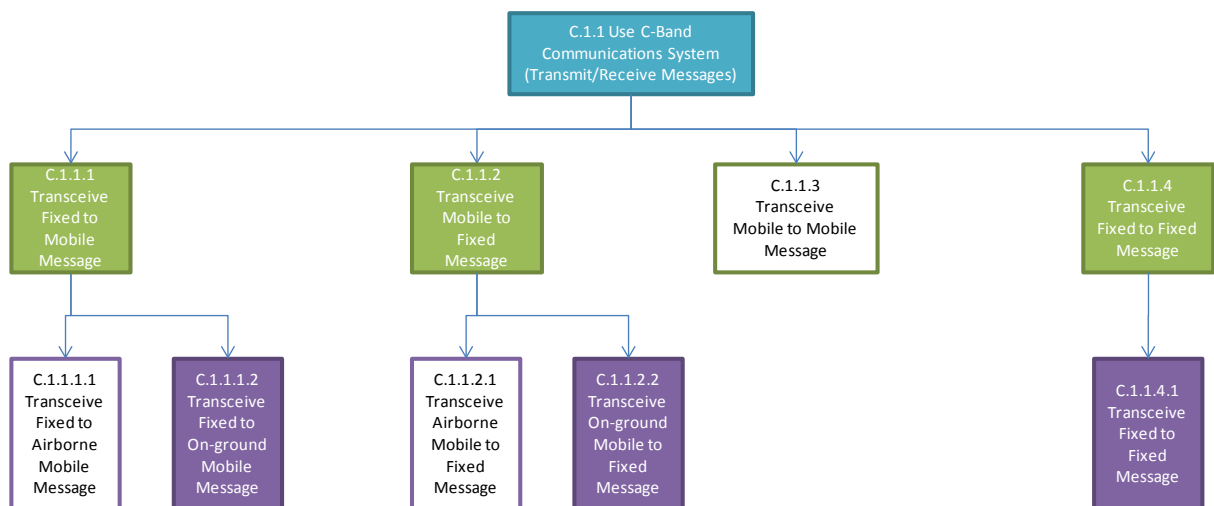 C.1.1 Use C-Band
Communications System
(Transmit/Receive Messages)
C.1.1.1
Transceive
Fixed to
Mobile
Message
C.1.1.2
Transceive
Mobile to
Fixed
Message
C.1.1.3
Transceive
Mobile to Mobile
Message
C.1.1.4
Transceive
Fixed to Fixed
Message
C.1.1.1.1
Transceive
Fixed to
Airborne
Mobile
Message
C.1.1.1.2
Transceive
Fixed to
On-ground
Mobile
Message
C.1.1.2.1
Transceive
Airborne
Mobile to
Fixed
Message
C.1.1.2.2
Transceive
On-ground
Mobile to
Fixed
Message
C.1.1.4.1
Transceive
Fixed to
Fixed
Message